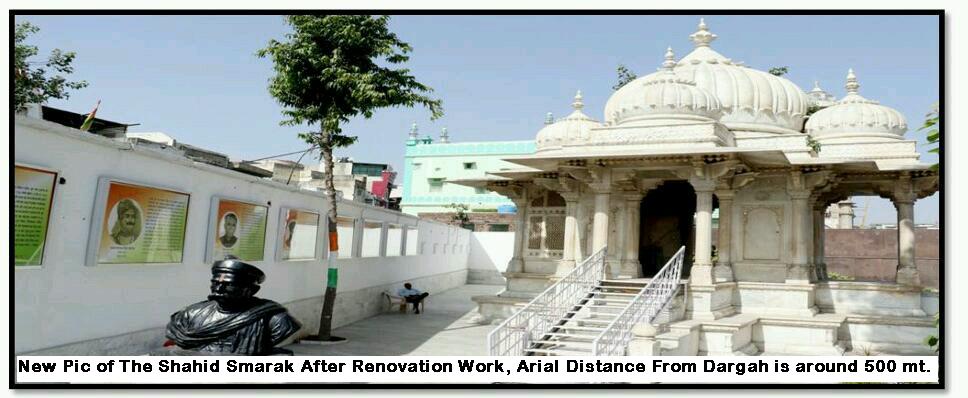 New Pic of The Shahid Smarak After Renovation Work, Arial Distance From Dargah is around 500 mt.